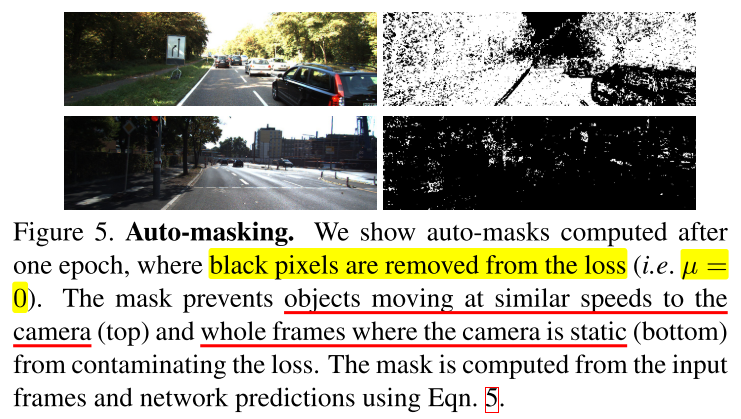 Figure 5. Auto-masking. We show auto-masks computed after
one epoch, where black pixels are removed from the loss (i.e. μ =
0). The mask prevents objects moving at similar speeds to the
camera (top) and whole frames where the camera is static (bottom)
from contaminating the loss. The mask is computed from the input
frames and network predictions using Eqn. 5.